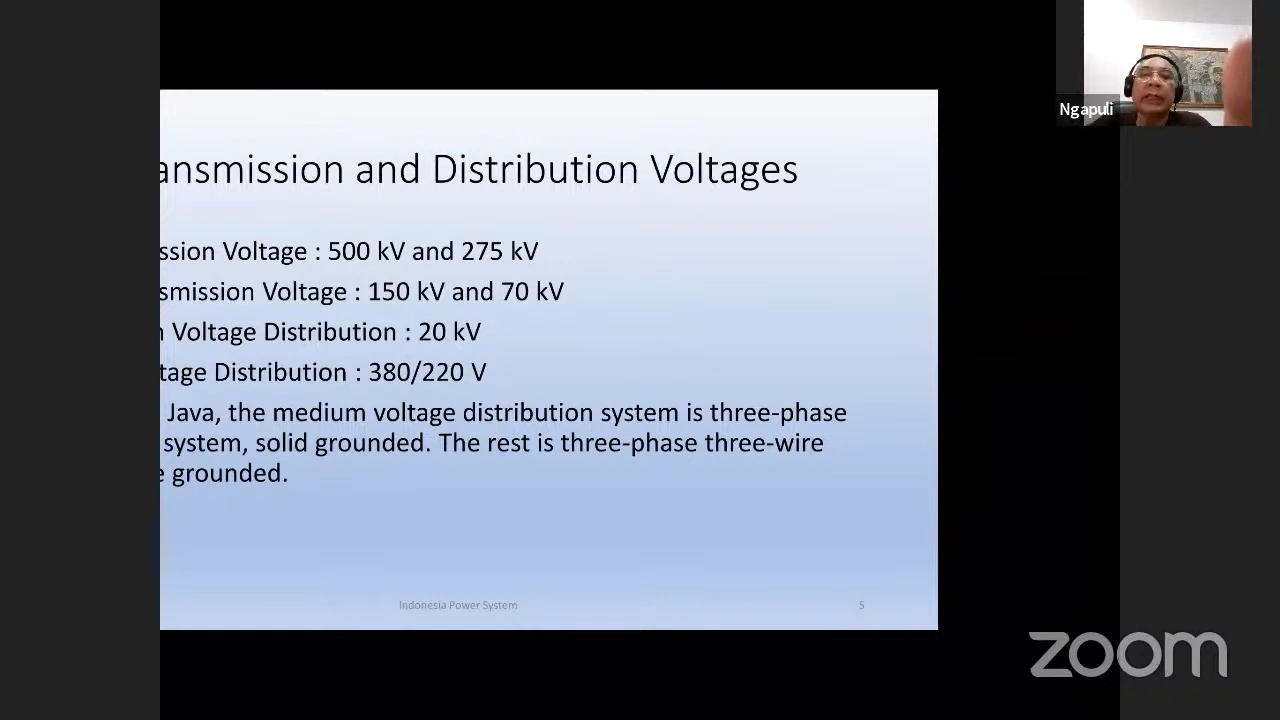 ansmission and Distribution Voltages
ssion Voltage : 500 kV and 275 kV
smission Voltage : 150 kV and 70 kV
Voltage Distribution : 20 kV
tage Distribution : 380/220 V
Java, the medium voltage distribution system is three-phase
system, solid grounded. The rest is three-phase three-wire
e grounded.
Indonesia Power System
5
Ngapuli
zoom